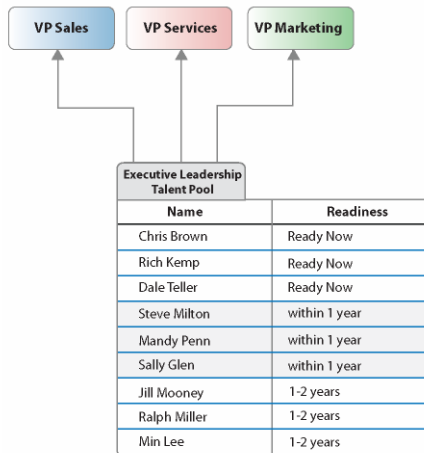 VP Sales VP Services VP Marketing
Executive Leadership
Talent Pool
Name Readiness
Chris Brown Ready Now
Rich Kemp Ready Now
Dale Teller Ready Now
Steve Milton within 1 year
Mandy Penn within 1 year
Sally Glen within 1 year
Jill Mooney 1-2 years
Ralph Miller 1-2 years
Min Lee 1-2 years